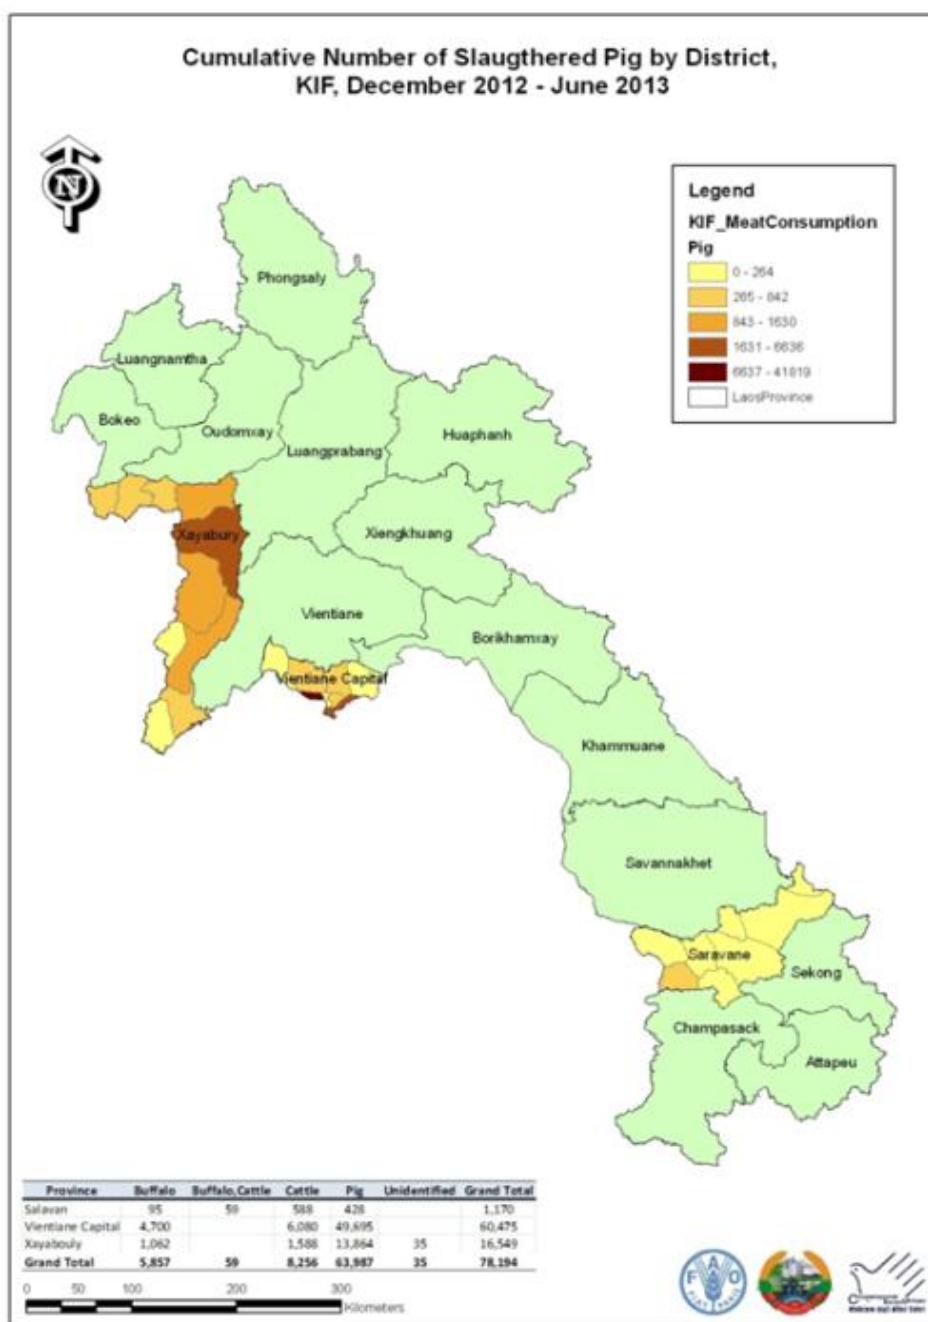 Cumulative Number of Slaugthered Pig by District,
KIF, December 2012 - June 2013
N
Legend
KIF_MeatConsumption
Pig
0 - 264
265 - 842
843 - 1630
1631 - 6636
6637 - 41819
LaosProvince
Phongsaly
Luangnamtha
Bokeo
Oudomxay
Luangprabang
Huaphanh
Xayabury
Xiengkhuang
Vientiane
Borikhamxay
Vientiane Capital
Khammuane
Savannakhet
Saravane
Sekong
Champasack
Attapeu
Province Buffalo Buffalo,Cattle Cattle Pig Unidentified Grand Total
Salavan 95 59 588 428 1,170
Vientiane Capital 4,700 6,080 49,695 60,475
Xayabouly 1,062 1,588 13,864 35 16,549
Grand Total 5,857 59 8,256 63,987 35 78,194
0 50 100 200 300
Kilometers
F A O
FIAT PANIS